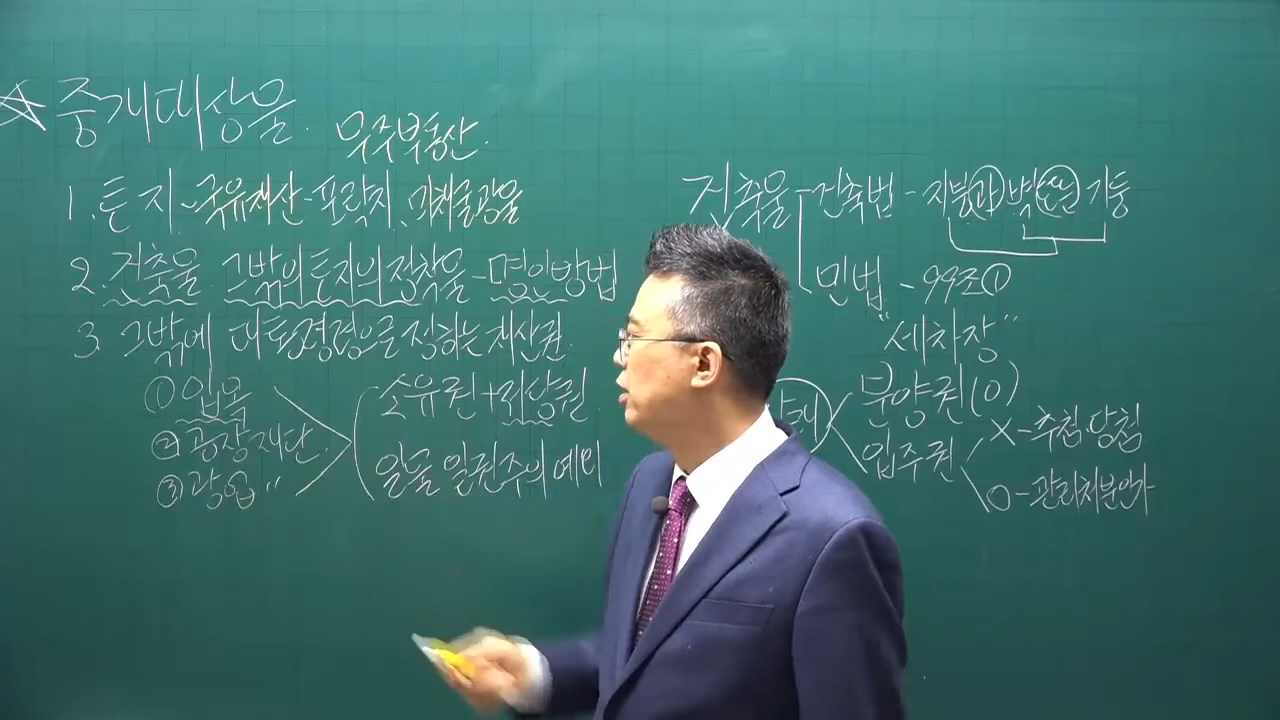 ☆ 중개대상물.
우주부동산.
1. 토지 - 국유재산 - 포락지, 미채굴광물
2. 건축물 그밖의 토지의 정착물 - 명인방법
3. 그밖에 대통령령으로 정하는 재산권
① 입목
② 공장재단.
③ 광업 〃
소유권 + 저당권
일물일권주의 예외
건축물 - 건축법 - 지붕과 벽 또는 기둥
민법 - 99조①
"세차장"
분양권(O)
입주권
X - 추첨.당첨
O - 관리처분인가